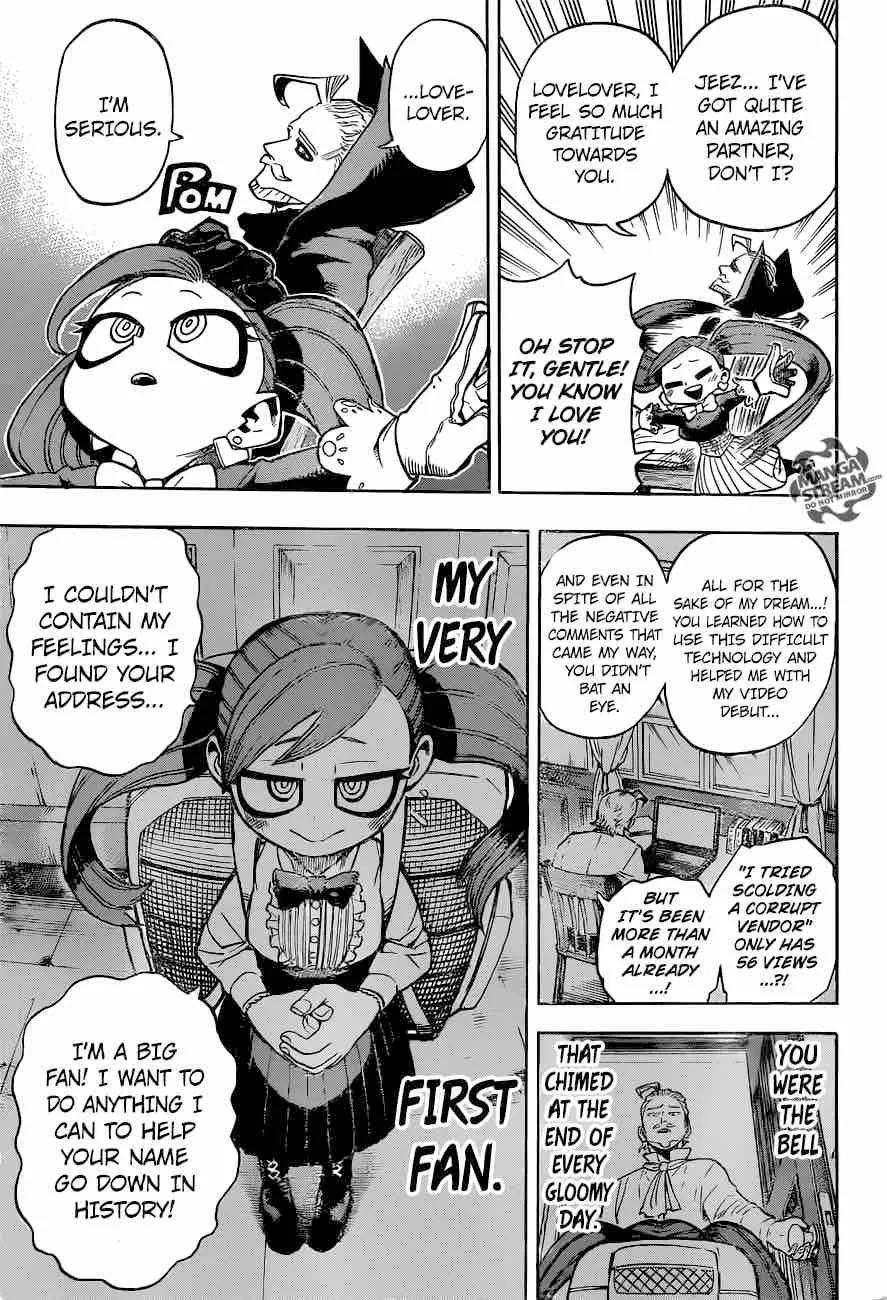 JEEZ... I'VE
GOT QUITE
AN AMAZING
PARTNER,
DON'T I?
LOVELOVER, I
FEEL SO MUCH
GRATITUDE
TOWARDS
YOU.
OH STOP
IT, GENTLE!
YOU KNOW
I LOVE
YOU!
MANGA
STREAM.com
DO NOT MIRROR
...LOVE-
LOVER.
I'M
SERIOUS.
POM
ALL FOR THE
SAKE OF MY DREAM...!
YOU LEARNED HOW TO
USE THIS DIFFICULT
TECHNOLOGY AND
HELPED ME WITH
MY VIDEO
DEBUT...
AND EVEN IN
SPITE OF ALL
THE NEGATIVE
COMMENTS THAT
CAME MY WAY,
YOU DIDN'T
BAT AN
EYE.
"I TRIED
SCOLDING
A CORRUPT
VENDOR"
ONLY HAS
56 VIEWS
...?!
BUT
IT'S BEEN
MORE THAN
A MONTH
ALREADY
...!
YOU
WERE
THE
BELL
THAT
CHIMED
AT THE
END OF
EVERY
GLOOMY
DAY.
MY
VERY
FIRST
FAN.
I COULDN'T
CONTAIN MY
FEELINGS... I
FOUND YOUR
ADDRESS...
I'M A BIG
FAN! I WANT TO
DO ANYTHING I
CAN TO HELP
YOUR NAME
GO DOWN IN
HISTORY!